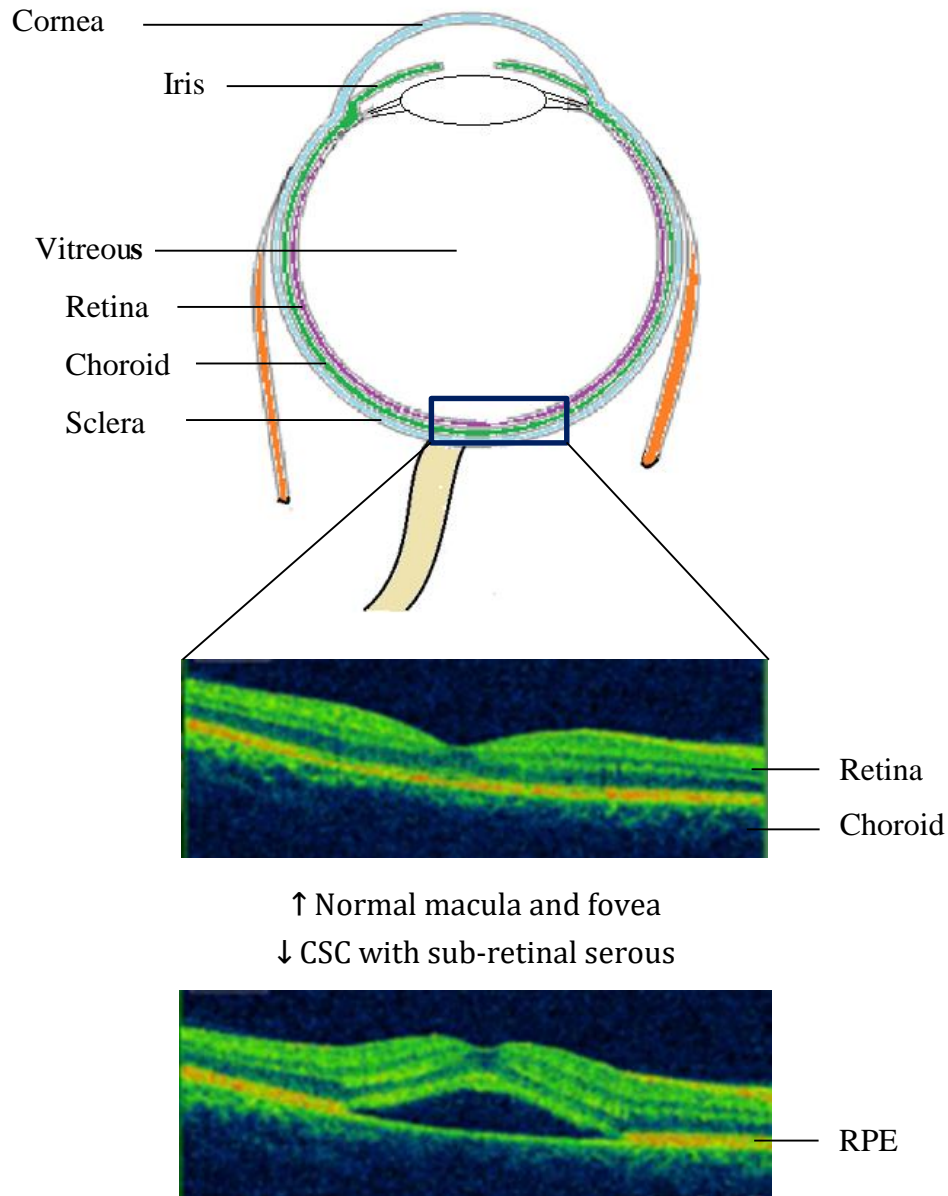 Cornea
Iris
Vitreous
Retina
Choroid
Sclera
Retina
Choroid
↑ Normal macula and fovea
↓ CSC with sub-retinal serous
RPE